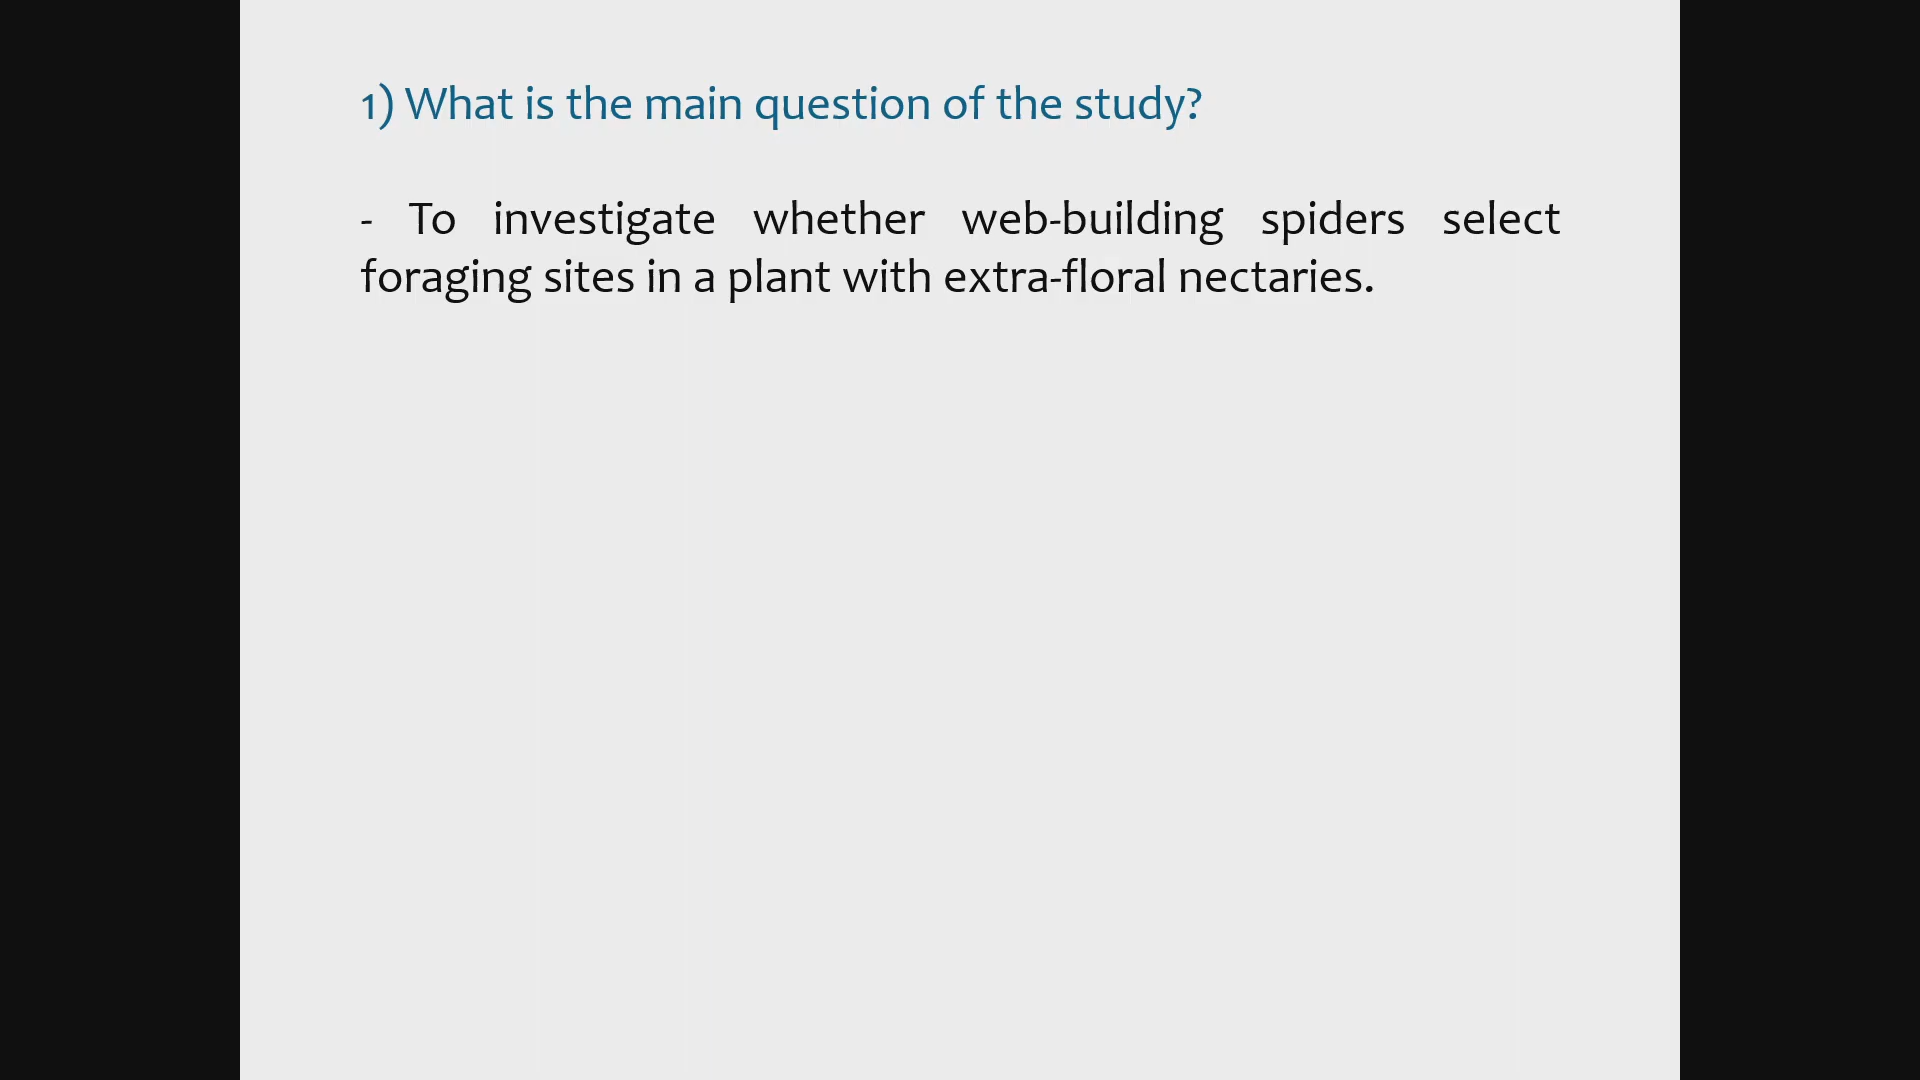 1) What is the main question of the study?
- To investigate whether web-building spiders select
foraging sites in a plant with extra-floral nectaries.